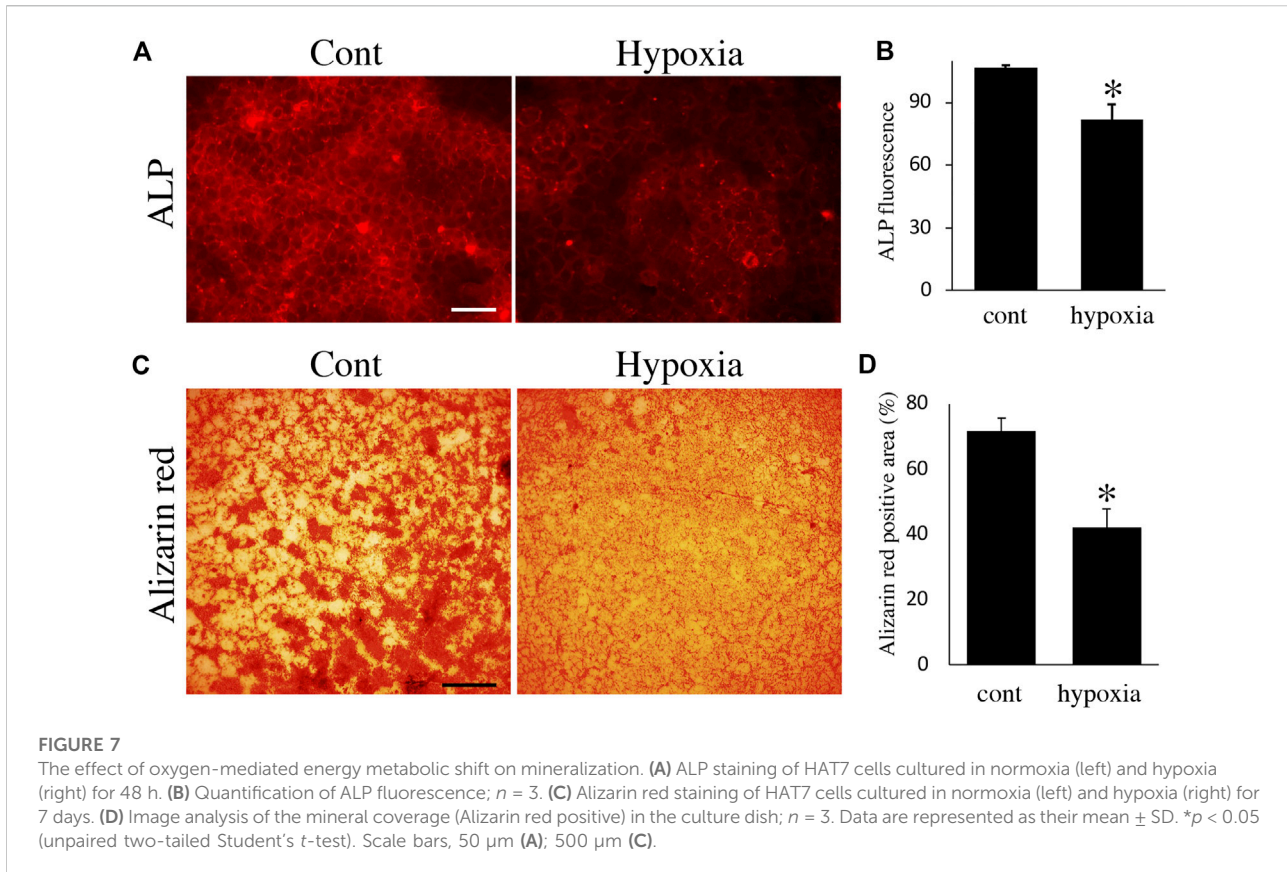 A
Cont
Hypoxia
ALP
B
ALP fluorescence
90
60
30
0
*
cont
hypoxia
C
Cont
Hypoxia
Alizarin red
D
Alizarin red positive area (%)
80
60
40
20
0
*
cont
hypoxia
FIGURE 7
The effect of oxygen-mediated energy metabolic shift on mineralization. (A) ALP staining of HAT7 cells cultured in normoxia (left) and hypoxia
(right) for 48 h. (B) Quantification of ALP fluorescence; n = 3. (C) Alizarin red staining of HAT7 cells cultured in normoxia (left) and hypoxia (right) for
7 days. (D) Image analysis of the mineral coverage (Alizarin red positive) in the culture dish; n = 3. Data are represented as their mean ± SD. *p < 0.05
(unpaired two-tailed Student's t-test). Scale bars, 50 µm (A); 500 µm (C).